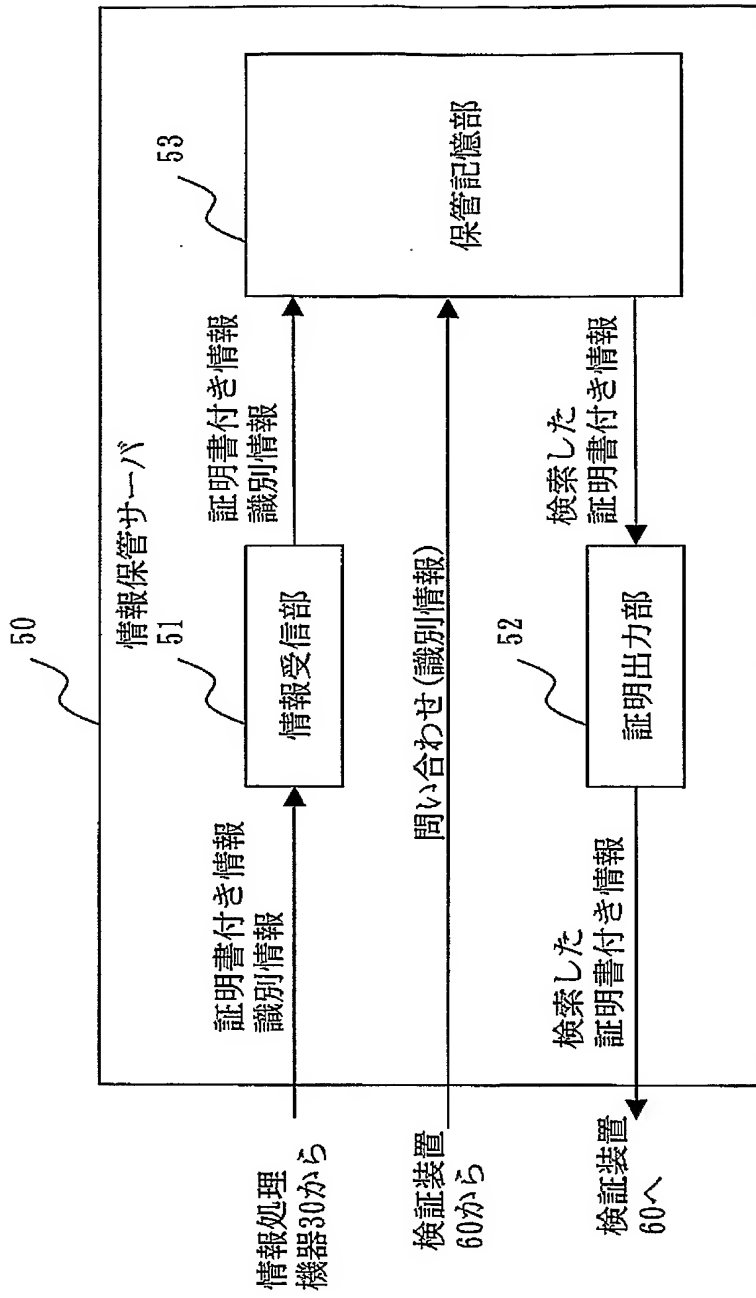 50
情報保管サーバ
51
情報受信部
証明書付き情報
識別情報
53
保管記憶部
情報処理
機器30から
証明書付き情報
識別情報
検証装置
60から
問い合わせ(識別情報)
52
証明出力部
検索した
証明書付き情報
検索した
証明書付き情報
検証装置
60へ